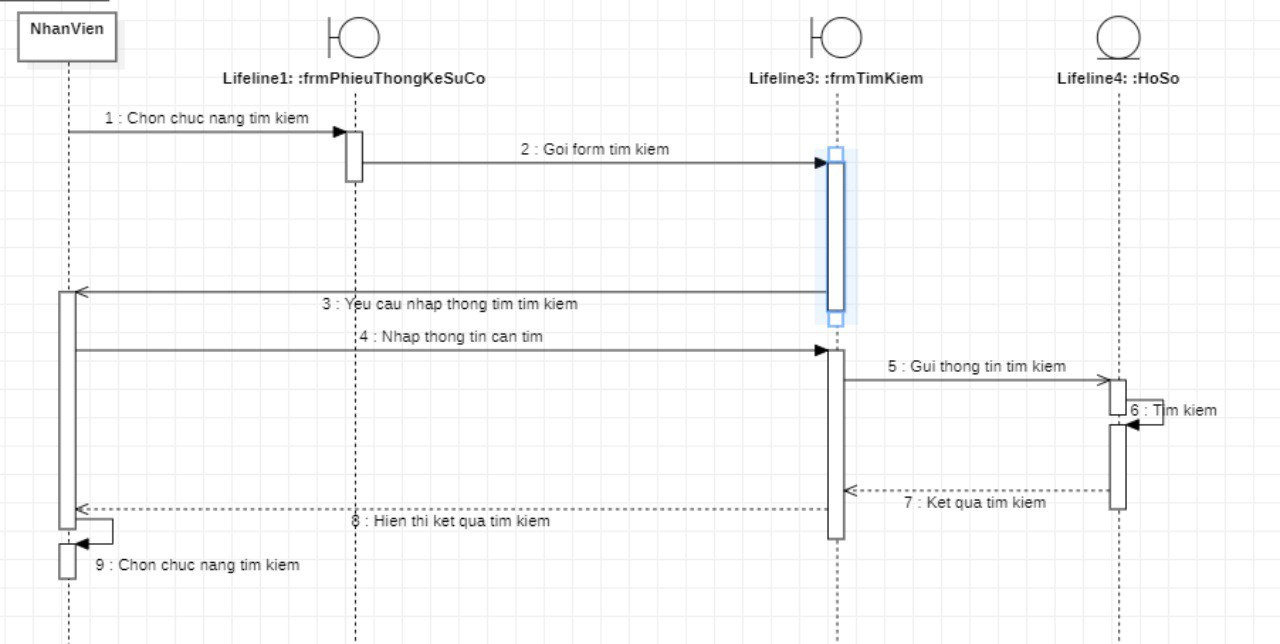 NhanVien
Lifeline1: :frmPhieuThongKeSuCo
Lifeline3: :frmTimKiem
Lifeline4: :HoSo
1 : Chon chuc nang tim kiem
2 : Goi form tim kiem
3 : Yeu cau nhap thong tim tim kiem
4 : Nhap thong tin can tim
5 : Gui thong tin tim kiem
6 : Tim kiem
7 : Ket qua tim kiem
8 : Hien thi ket qua tim kiem
9 : Chon chuc nang tim kiem